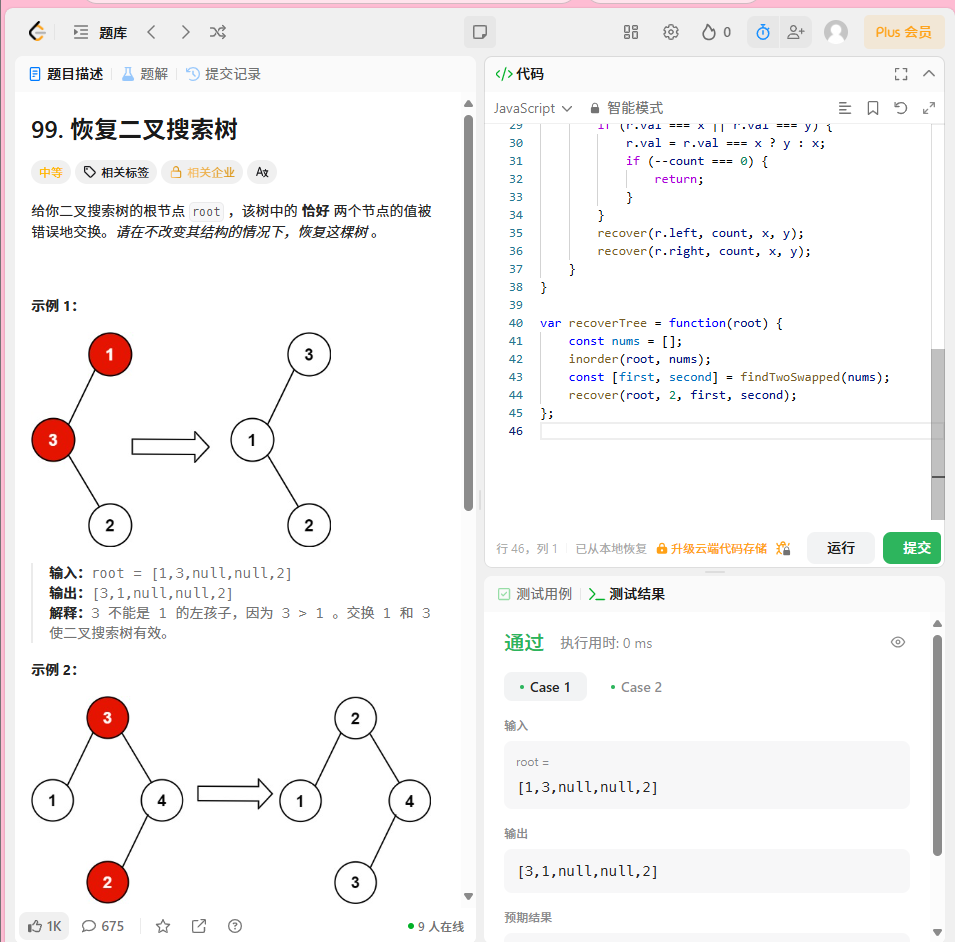 题库
0
Plus 会员
题目描述
题解
提交记录
99. 恢复二叉搜索树
中等
相关标签
相关企业
给你二叉搜索树的根节点 root ，该树中的 恰好 两个节点的值被
错误地交换。请在不改变其结构的情况下，恢复这棵树 。
示例 1：
1
3
2
3
1
2
输入：root = [1,3,null,null,2]
输出：[3,1,null,null,2]
解释：3 不能是 1 的左孩子，因为 3 > 1 。交换 1 和 3
使二叉搜索树有效。
示例 2：
3
1
4
2
2
1
4
3
1K
675
9 人在线
</> 代码
JavaScript
智能模式
29 if (r.val === x || r.val === y) {
30 r.val = r.val === x ? y : x;
31 if (--count === 0) {
32 return;
33 }
34 }
35 recover(r.left, count, x, y);
36 recover(r.right, count, x, y);
37 }
38 }
39
40 var recoverTree = function(root) {
41 const nums = [];
42 inorder(root, nums);
43 const [first, second] = findTwoSwapped(nums);
44 recover(root, 2, first, second);
45 };
46
行 46，列 1
已从本地恢复
升级云端代码存储
运行
提交
测试用例
测试结果
通过
执行用时: 0 ms
Case 1
Case 2
输入
root =
[1,3,null,null,2]
输出
[3,1,null,null,2]
预期结果